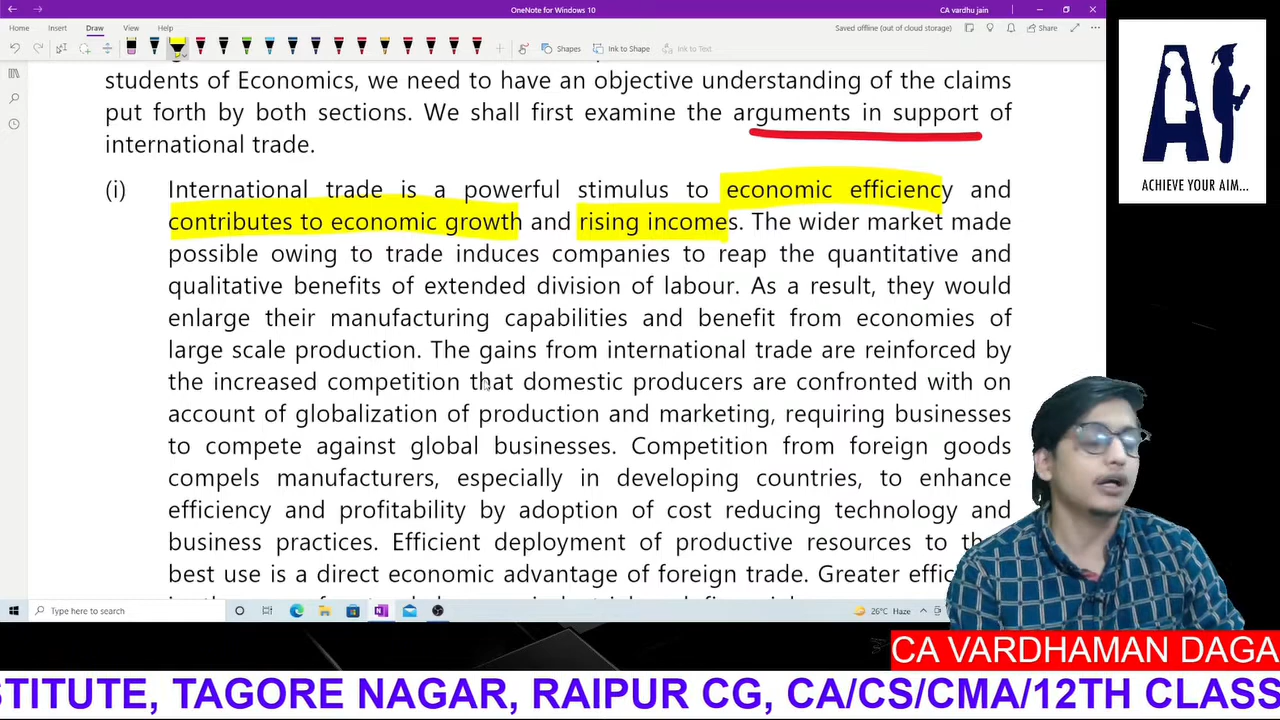 OneNote for Windows 10
CA vardhu jain
Home Insert Draw View Help
Saved offline (out of cloud storage)
Share
Shapes
Ink to Shape
Ink to Text
students of Economics, we need to have an objective understanding of the claims
put forth by both sections. We shall first examine the arguments in support of
international trade.
(i) International trade is a powerful stimulus to economic efficiency and
contributes to economic growth and rising incomes. The wider market made
possible owing to trade induces companies to reap the quantitative and
qualitative benefits of extended division of labour. As a result, they would
enlarge their manufacturing capabilities and benefit from economies of
large scale production. The gains from international trade are reinforced by
the increased competition that domestic producers are confronted with on
account of globalization of production and marketing, requiring businesses
to compete against global businesses. Competition from foreign goods
compels manufacturers, especially in developing countries, to enhance
efficiency and profitability by adoption of cost reducing technology and
business practices. Efficient deployment of productive resources to
best use is a direct economic advantage of foreign trade. Greater
Type here to search
26°C Haze
ACHIEVE YOUR AIM...
CA VARDHAMAN DAGA
STITUTE, TAGORE NAGAR, RAIPUR CG, CA/CS/CMA/12TH CLASS